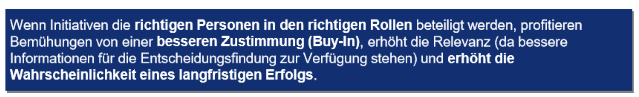 Wenn Initiativen die richtigen Personen in den richtigen Rollen beteiligt werden, profitieren
Bemühungen von einer besseren Zustimmung (Buy-In), erhöht die Relevanz (da bessere
Informationen für die Entscheidungsfindung zur Verfügung stehen) und erhöht die
Wahrscheinlichkeit eines langfristigen Erfolgs.